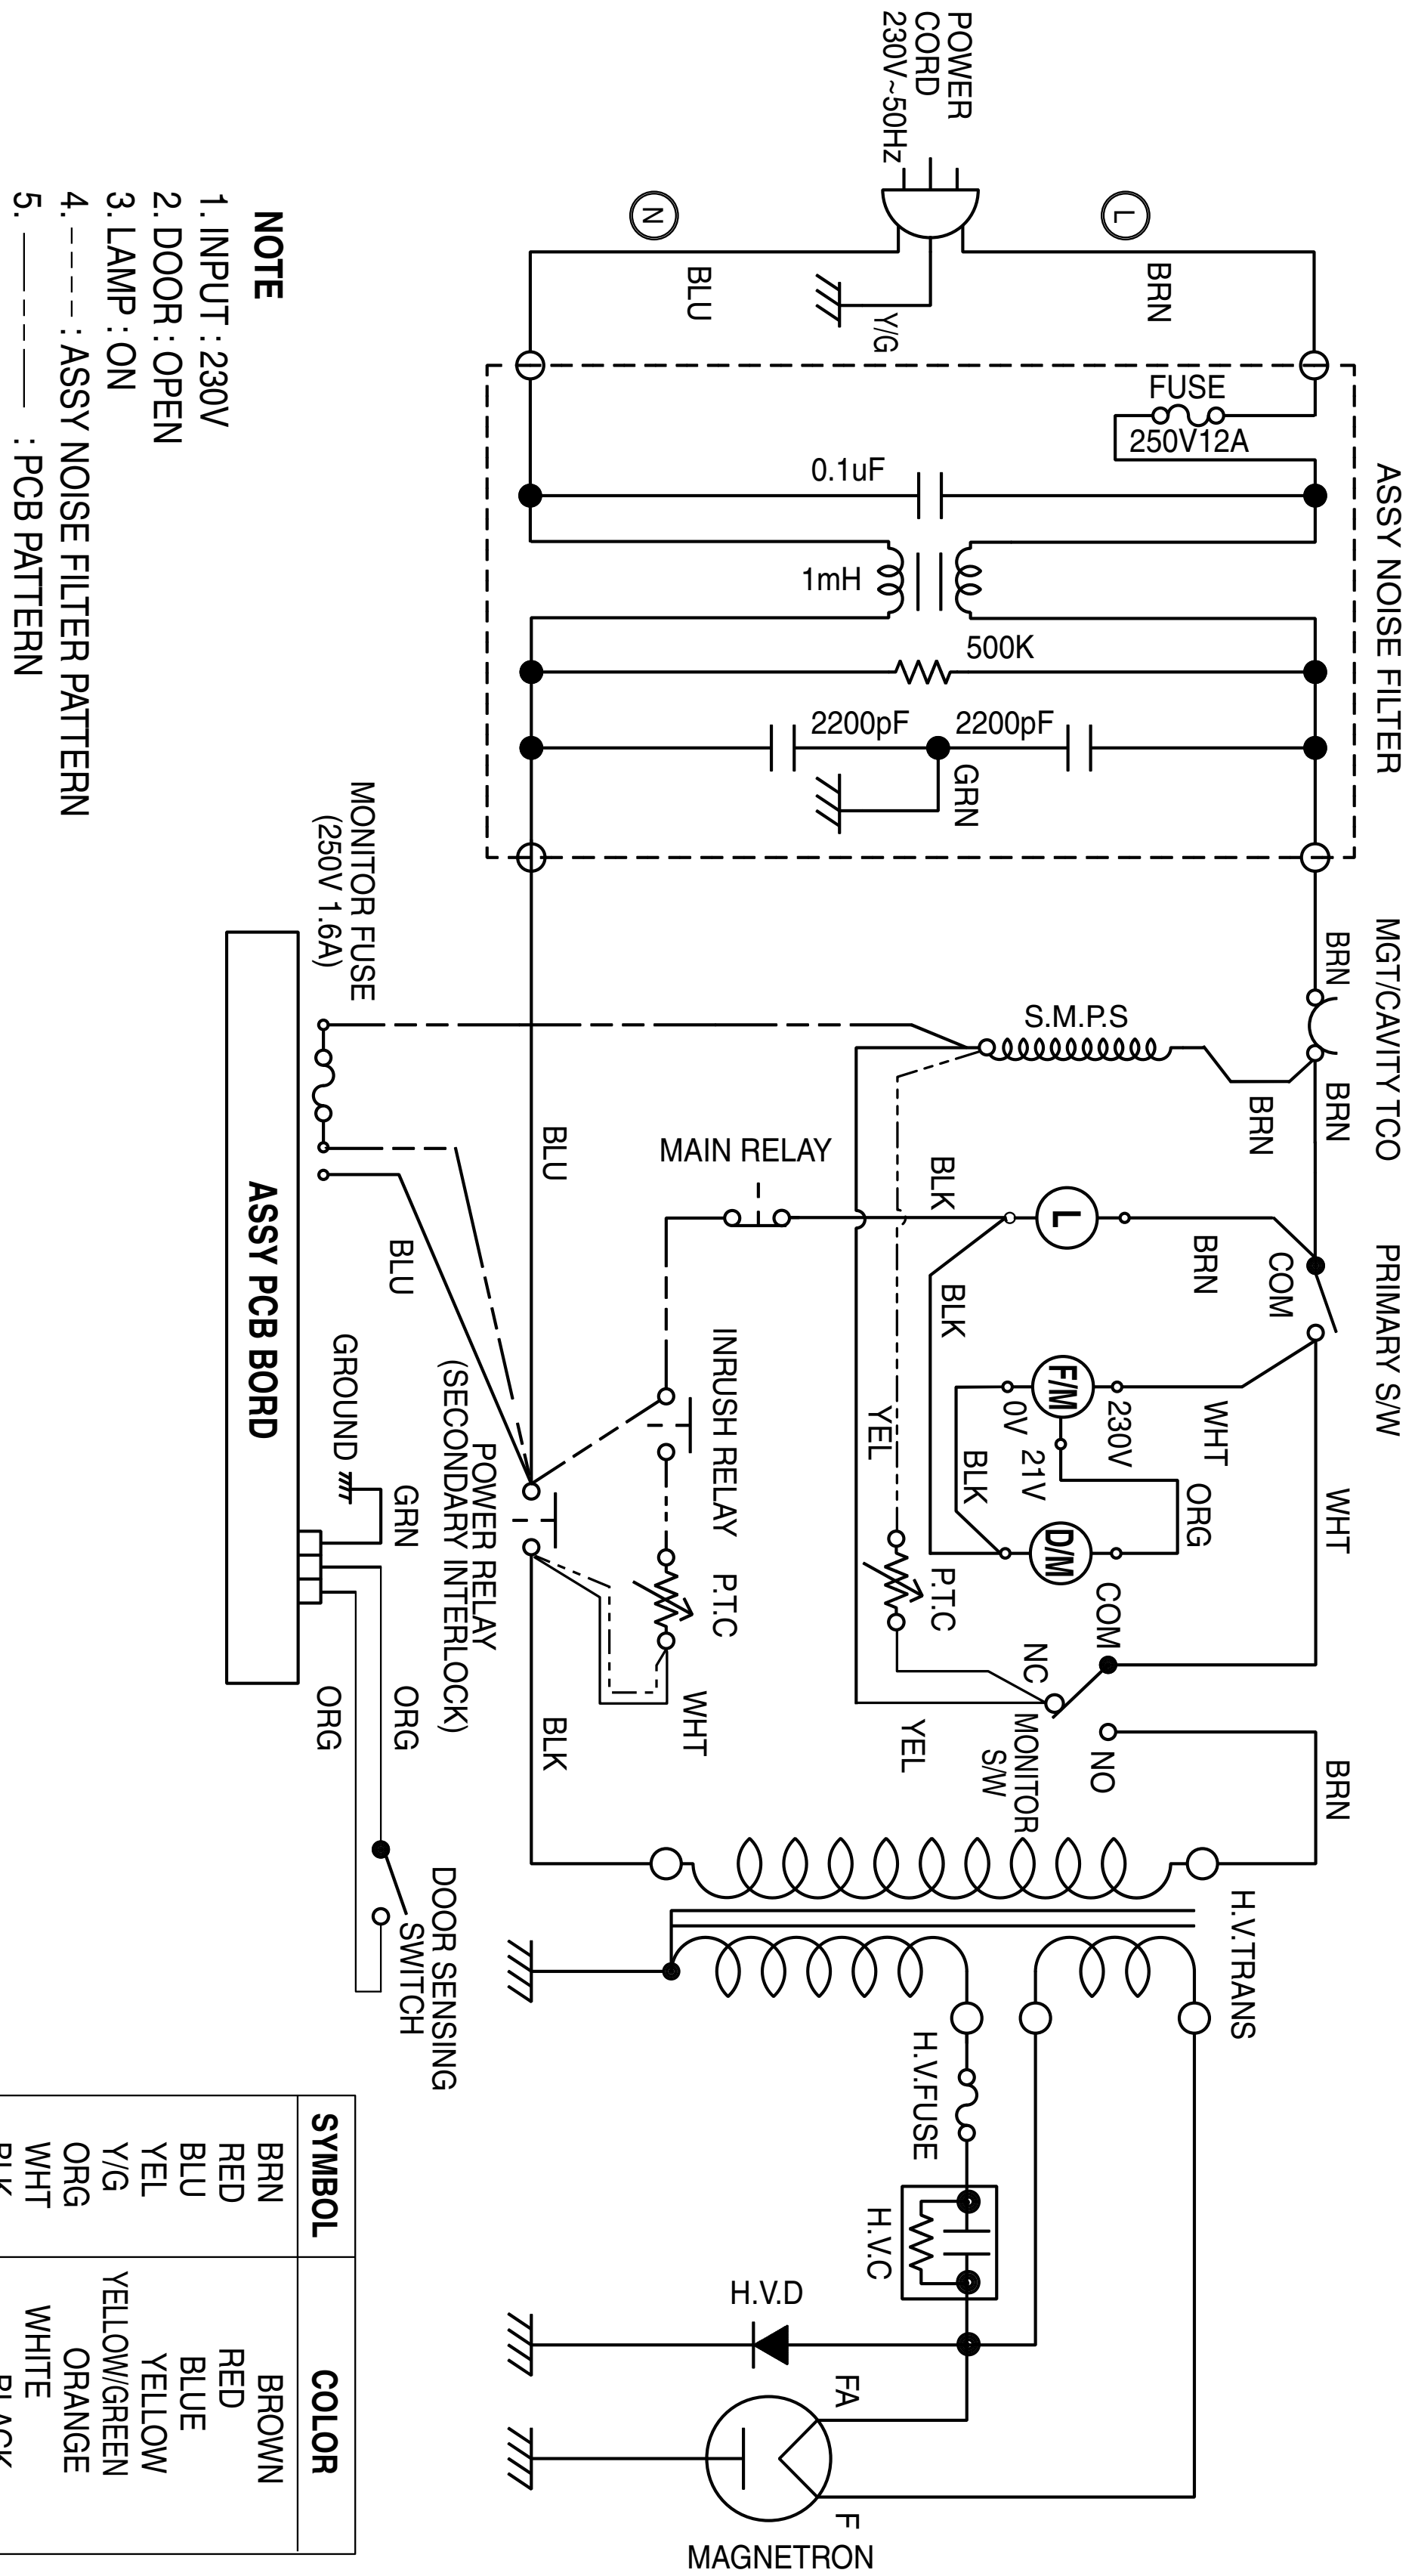 POWER
CORD
230V~50Hz
L
N
BRN
BLU
Y/G
ASSY NOISE FILTER
FUSE
250V12A
0.1uF
1mH
500K
2200pF
2200pF
GRN
MGT/CAVITY TCO
PRIMARY S/W
BRN
BRN
BRN
S.M.P.S
BRN
COM
WHT
WHT
L
BLK
BLK
MAIN RELAY
F/M
230V
0V
21V
ORG
BLK
D/M
YEL
P.T.C
COM
NC
NO
MONITOR
S/W
YEL
BRN
INRUSH RELAY
P.T.C
WHT
BLU
BLK
POWER RELAY
(SECONDARY INTERLOCK)
MONITOR FUSE
(250V 1.6A)
BLU
GROUND
GRN
ORG
ORG
ASSY PCB BORD
DOOR SENSING
SWITCH
H.V.TRANS
H.V.FUSE
H.V.C
H.V.D
FA
F
MAGNETRON
NOTE
1. INPUT : 230V
2. DOOR : OPEN
3. LAMP : ON
4. ---- : ASSY NOISE FILTER PATTERN
5. —--— : PCB PATTERN
SYMBOL COLOR
BRN BROWN
RED RED
BLU BLUE
YEL YELLOW
Y/G YELLOW/GREEN
ORG ORANGE
WHT WHITE
BLK BLACK